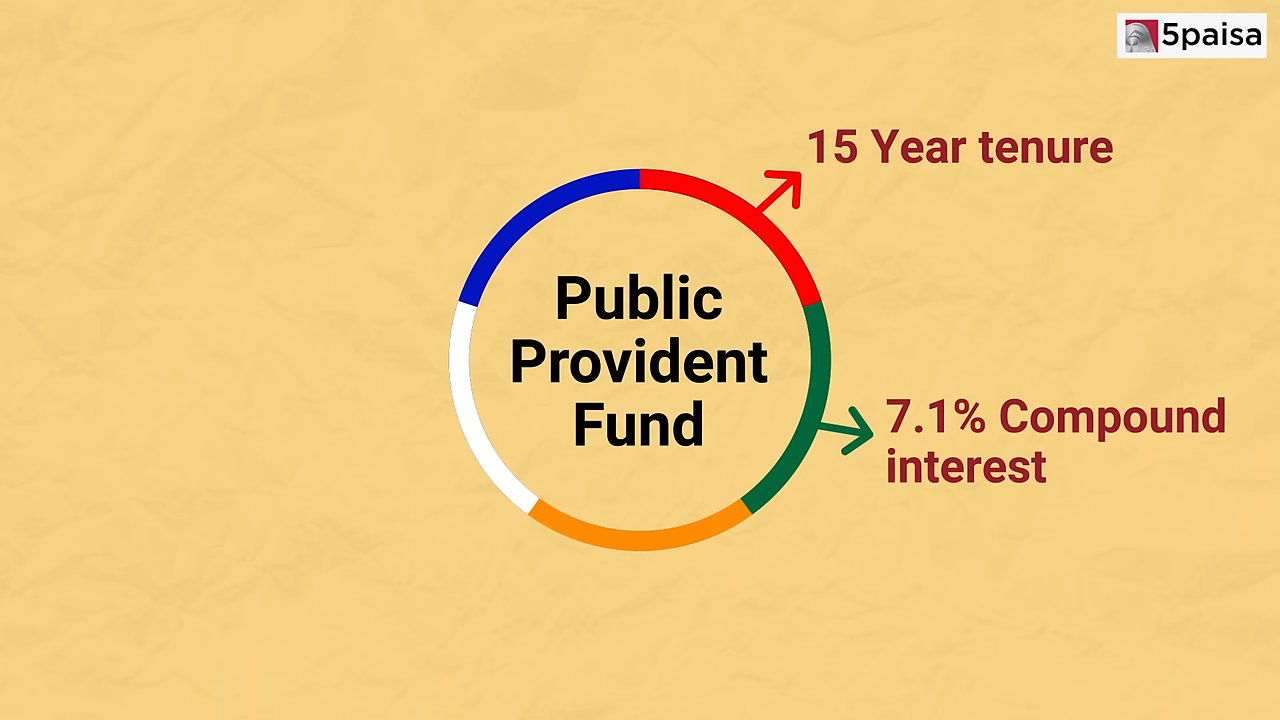 5paisa
15 Year tenure
Public
Provident
Fund
7.1% Compound
interest